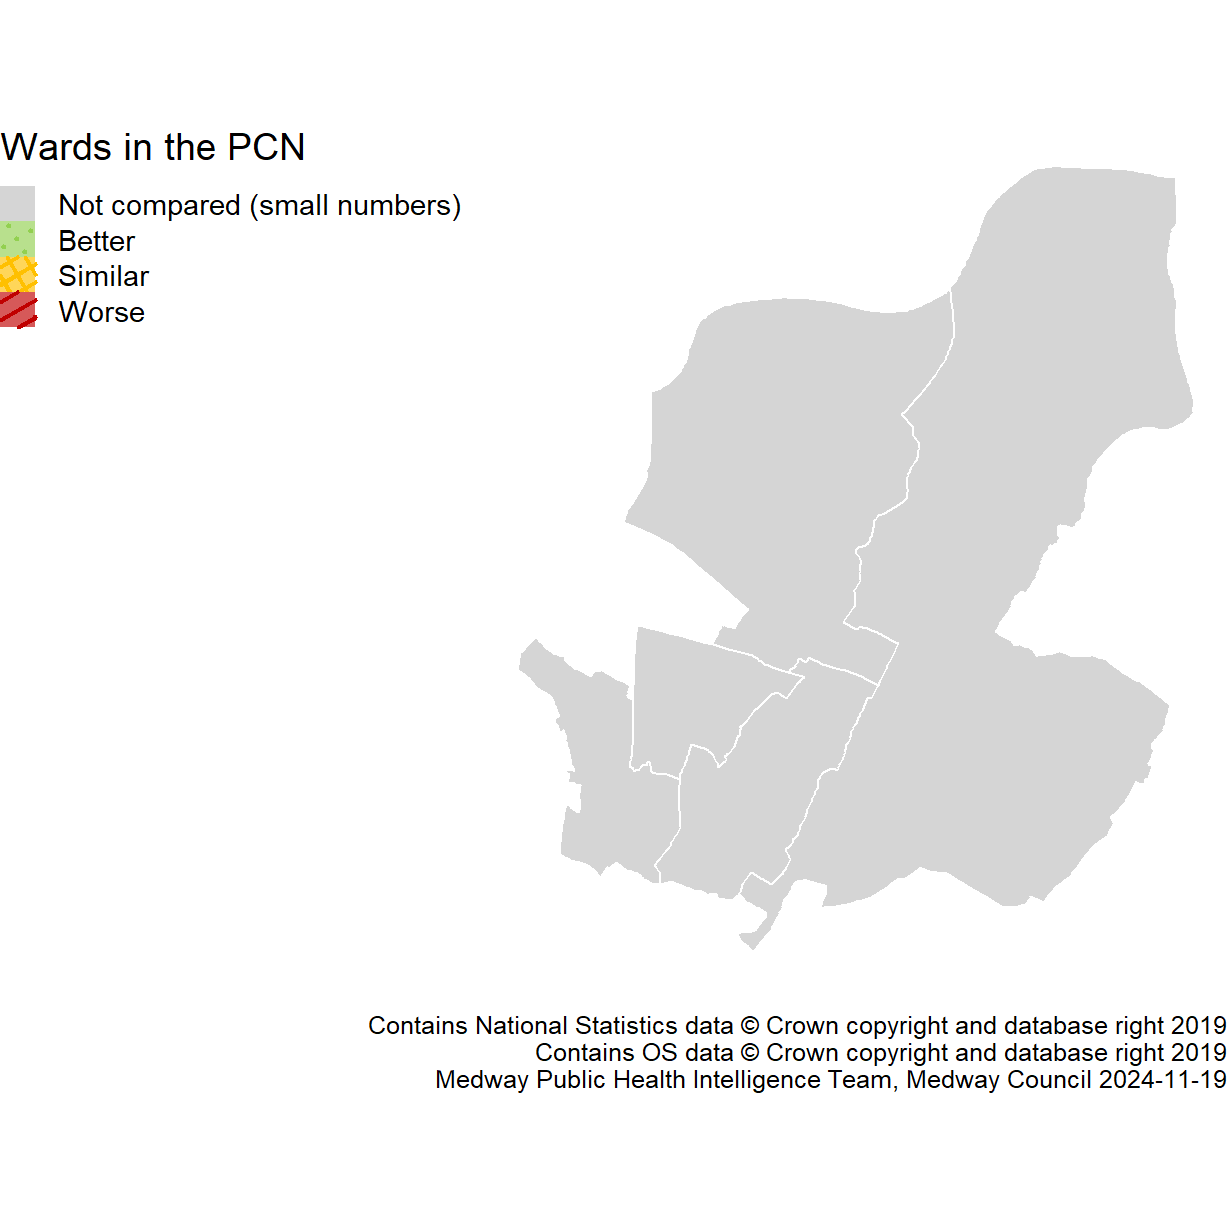 Wards in the PCN
Not compared (small numbers)
Better
Similar
Worse
Contains National Statistics data © Crown copyright and database right 2019
Contains OS data © Crown copyright and database right 2019
Medway Public Health Intelligence Team, Medway Council 2024-11-19